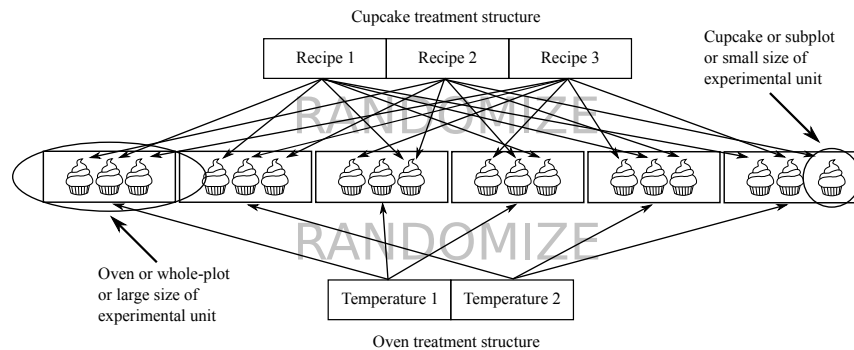 Cupcake treatment structure
Recipe 1 Recipe 2 Recipe 3
Cupcake or subplot
or small size of
experimental unit
RANDOMIZE
RANDOMIZE
Oven or whole-plot
or large size of
experimental unit
Temperature 1 Temperature 2
Oven treatment structure